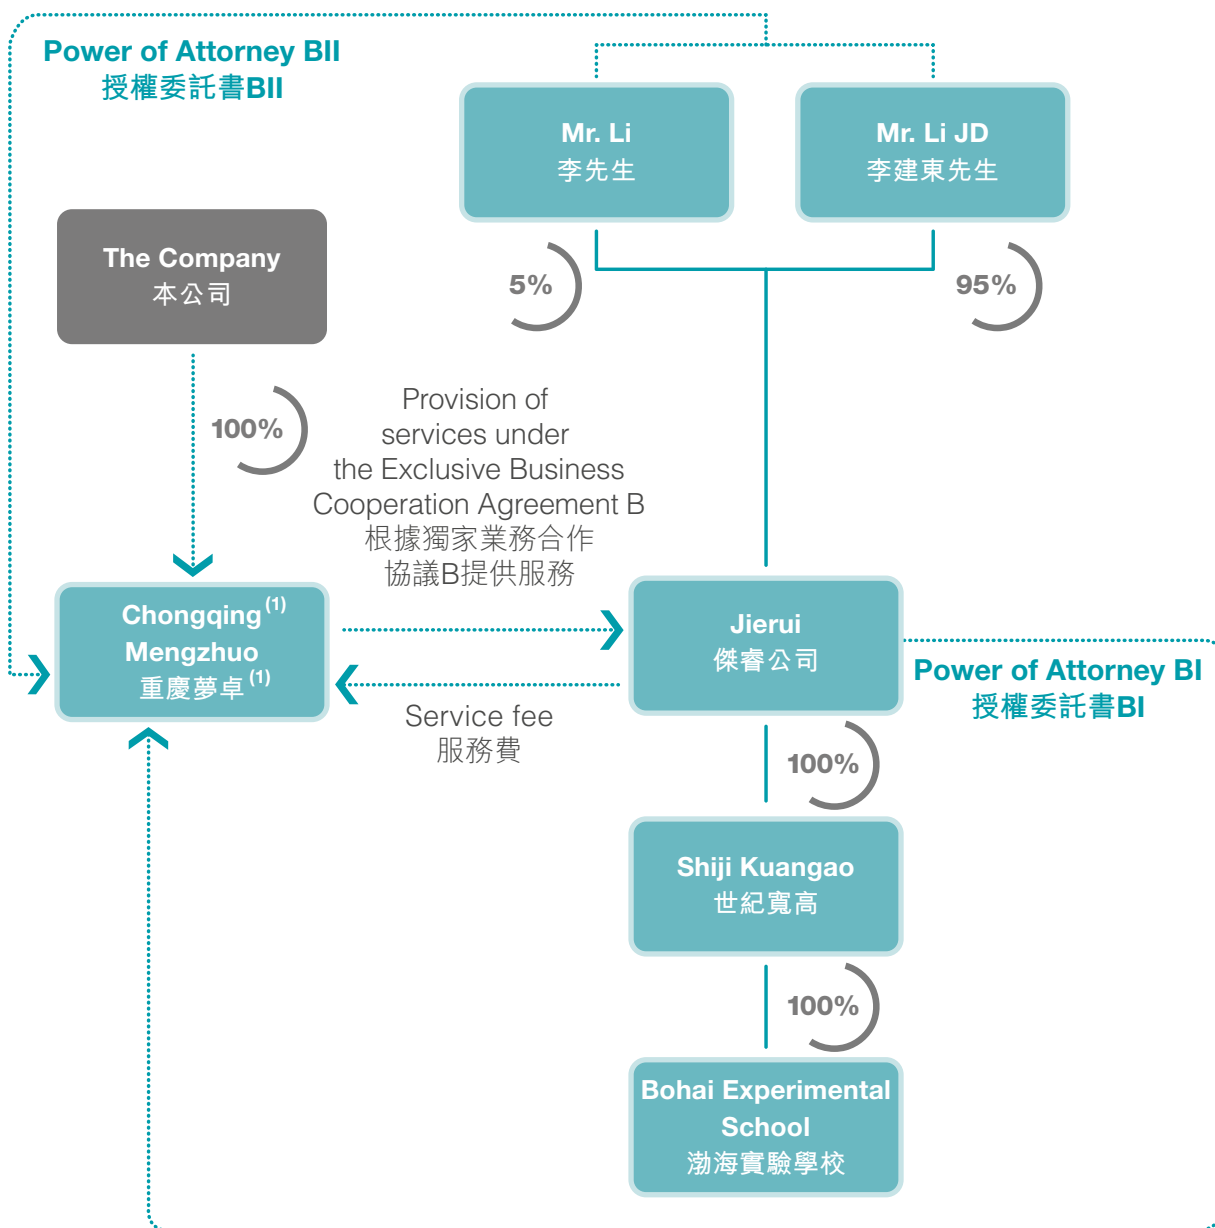 Power of Attorney BII
授權委託書BII
Mr. Li
李先生
Mr. Li JD
李建東先生
The Company
本公司
5%
95%
100%
Provision of
services under
the Exclusive Business
Cooperation Agreement B
根據獨家業務合作
協議B提供服務
Chongqing (1)
Mengzhuo
重慶夢卓(1)
Jierui
傑睿公司
Power of Attorney BI
授權委託書BI
Service fee
服務費
100%
Shiji Kuangao
世紀寬高
100%
Bohai Experimental
School
渤海實驗學校